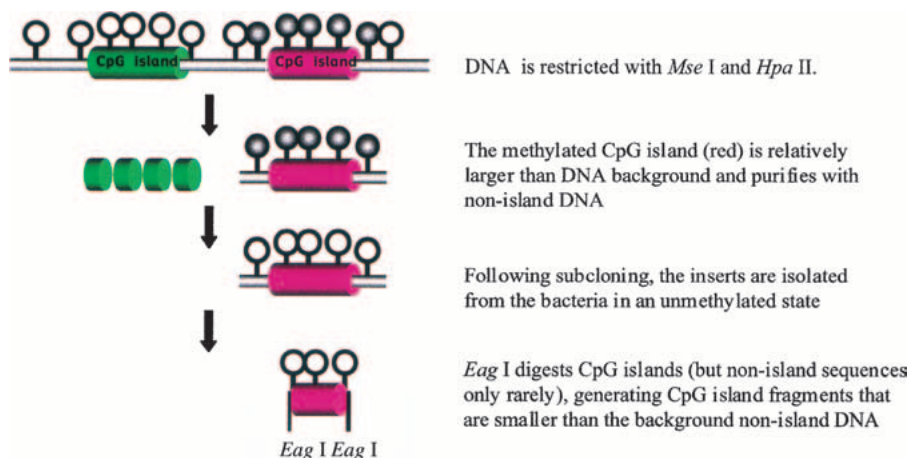 CpG island
CpG island
DNA is restricted with Mse I and Hpa II.
The methylated CpG island (red) is relatively
larger than DNA background and purifies with
non-island DNA
Following subcloning, the inserts are isolated
from the bacteria in an unmethylated state
Eag I digests CpG islands (but non-island sequences
only rarely), generating CpG island fragments that
are smaller than the background non-island DNA
Eag I Eag I